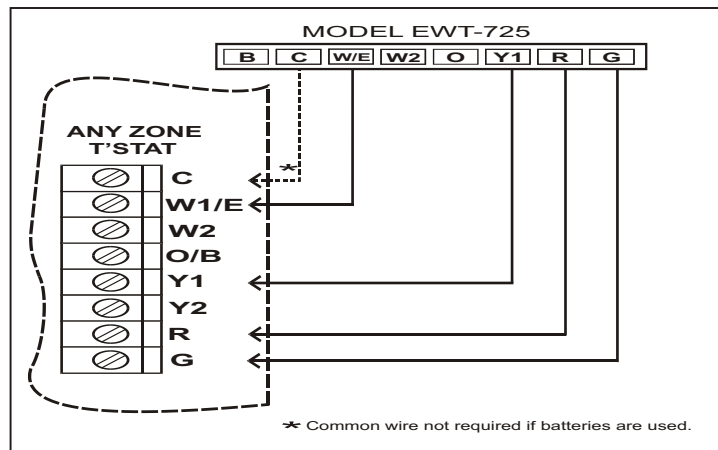 MODEL EWT-725
B C W/E W2 O Y1 R G
ANY ZONE
T'STAT
*
C
W1/E
W2
O/B
Y1
Y2
R
G
* Common wire not required if batteries are used.